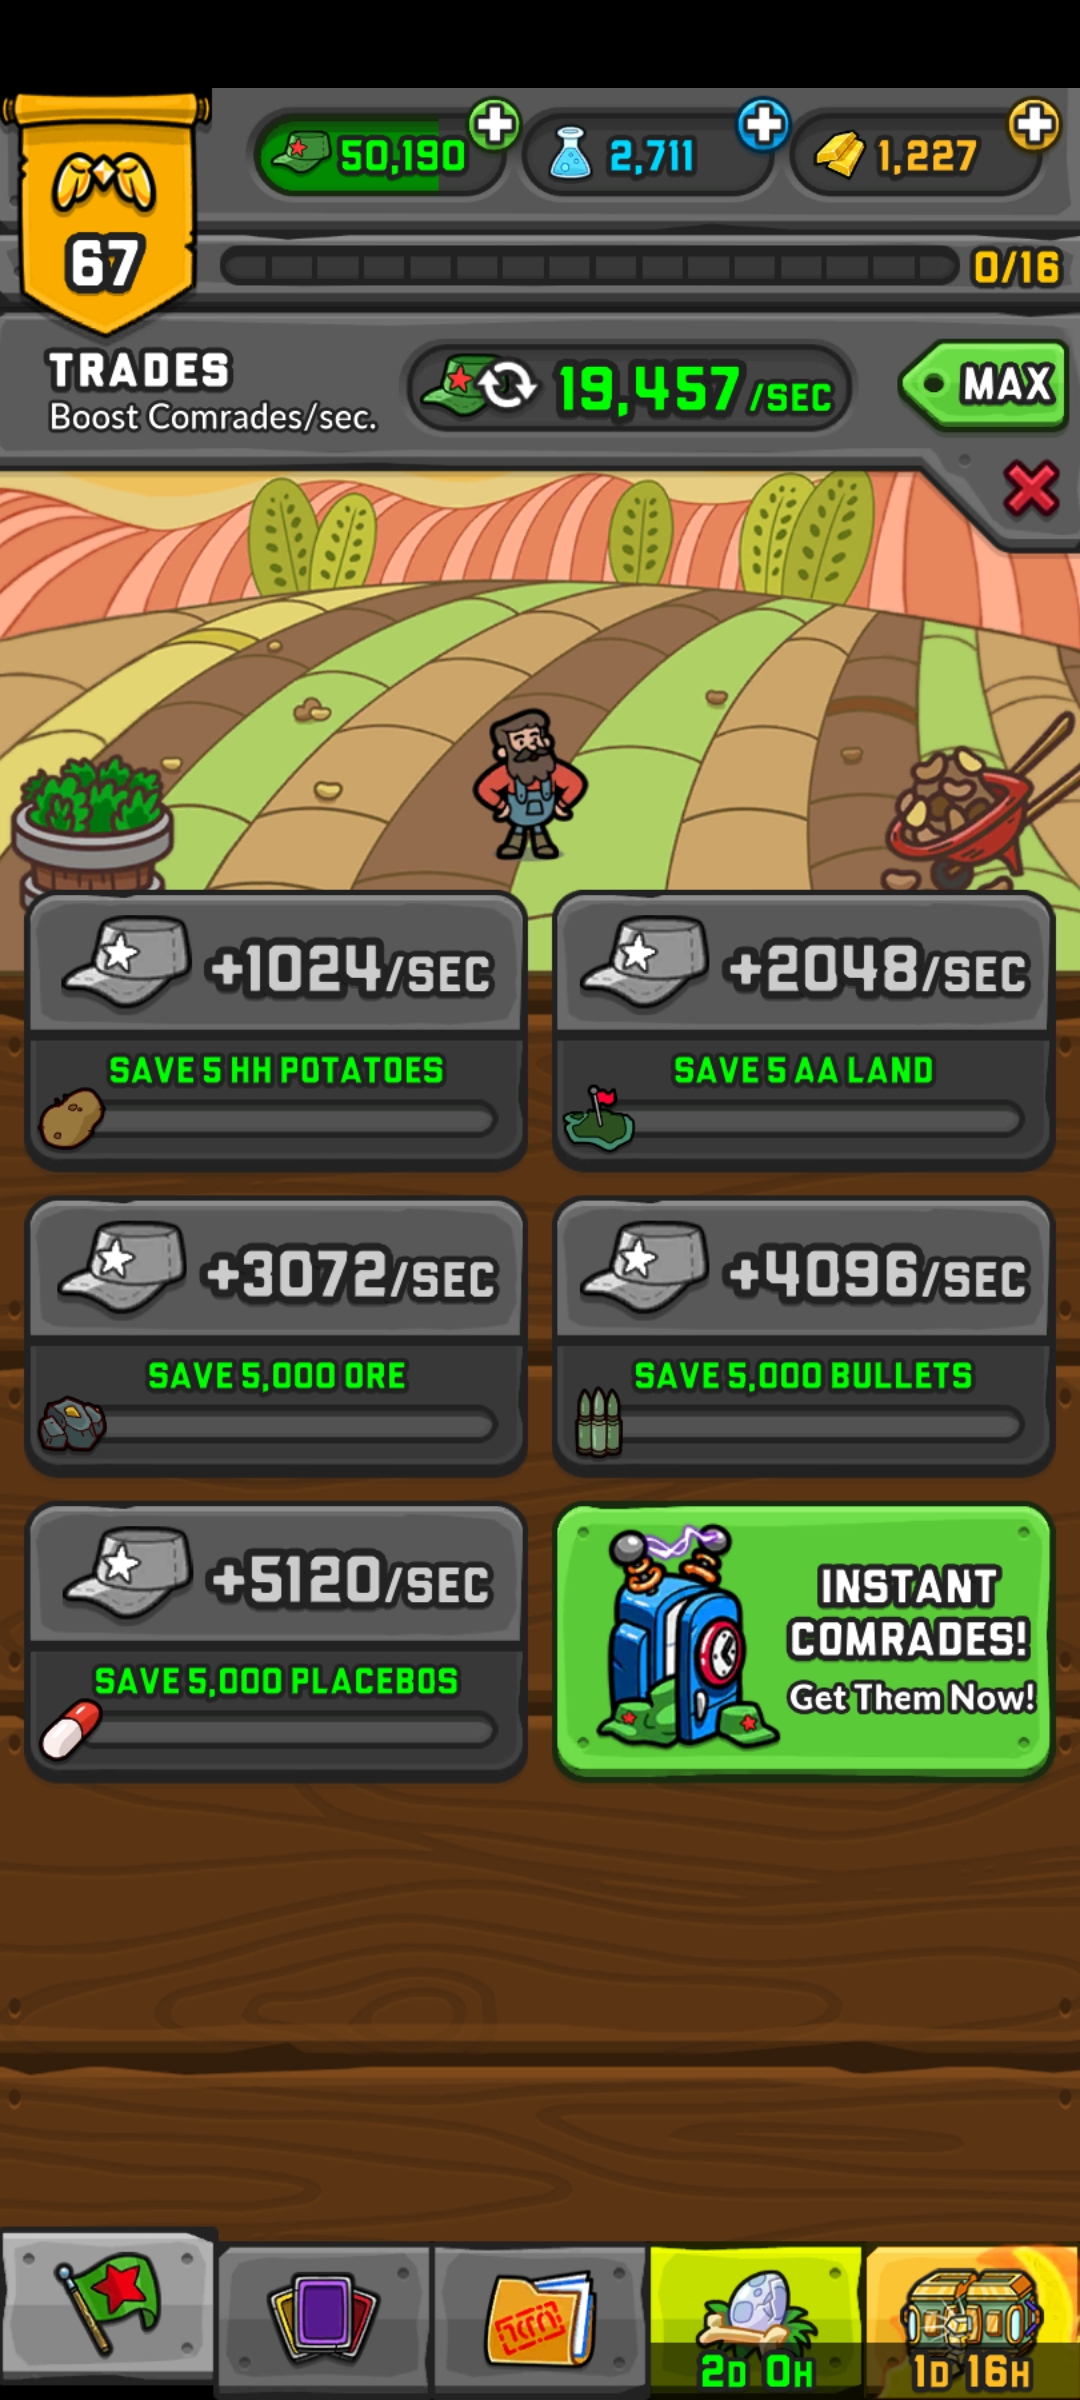 50,190
2,711
1,227
67
0/16
TRADES
Boost Comrades/sec.
19,457/SEC
MAX
+1024/SEC
SAVE 5 HH POTATOES
+2048/SEC
SAVE 5 AA LAND
+3072/SEC
SAVE 5,000 ORE
+4096/SEC
SAVE 5,000 BULLETS
+5120/SEC
SAVE 5,000 PLACEBOS
INSTANT
COMRADES!
Get Them Now!
2D 0H
1D 16H